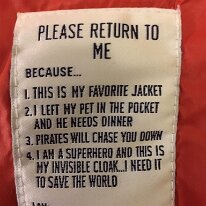 PLEASE RETURN TO
ME
BECAUSE...
1. THIS IS MY FAVORITE JACKET
2. I LEFT MY PET IN THE POCKET
AND HE NEEDS DINNER
3. PIRATES WILL CHASE YOU DOWN
4. I AM A SUPERHERO AND THIS IS
MY INVISIBLE CLOAK...I NEED IT
TO SAVE THE WORLD